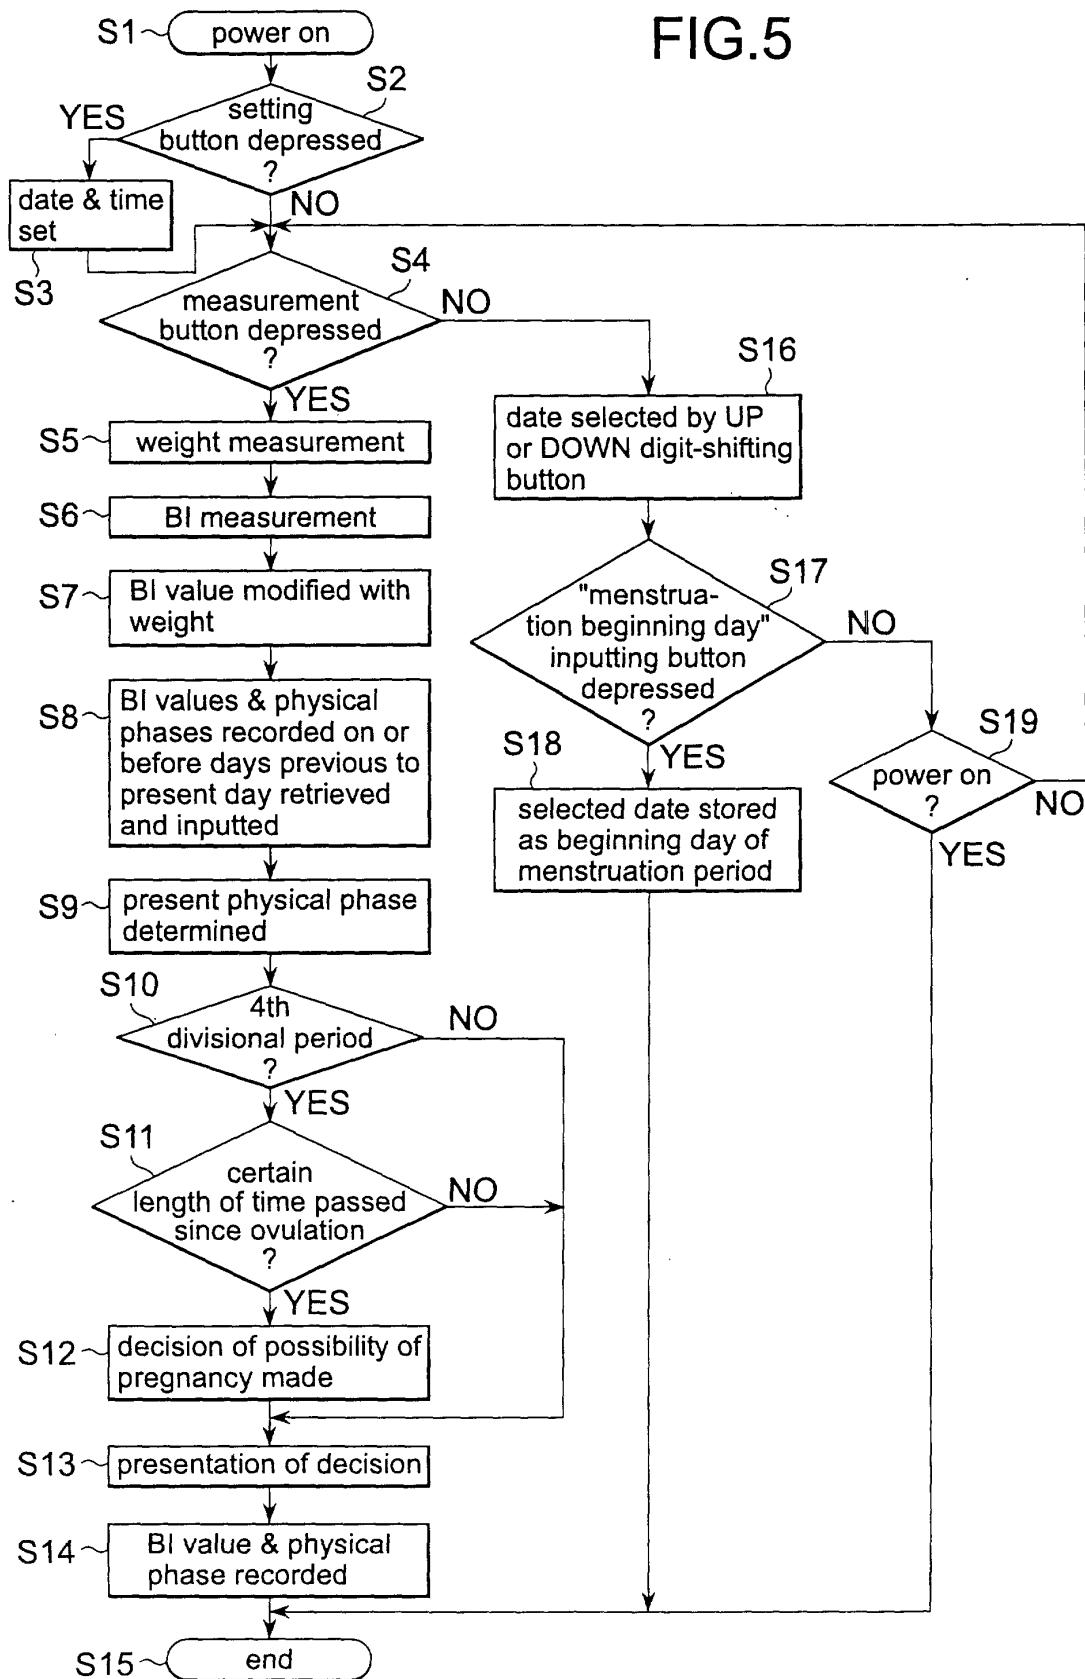 FIG.5
S1
power on
S2
setting
button depressed
?
YES
NO
date & time
set
S3
S4
measurement
button depressed
?
NO
YES
S5
weight measurement
S6
BI measurement
S7
BI value modified with
weight
S8
BI values & physical
phases recorded on or
before days previous to
present day retrieved
and inputted
S9
present physical phase
determined
S10
4th
divisional period
?
NO
YES
S11
certain
length of time passed
since ovulation
?
NO
YES
S12
decision of possibility of
pregnancy made
S13
presentation of decision
S14
BI value & physical
phase recorded
S15
end
S16
date selected by UP
or DOWN digit-shifting
button
S17
"menstrua-
tion beginning day"
inputting button
depressed
?
NO
YES
S18
selected date stored
as beginning day of
menstruation period
S19
power on
?
NO
YES